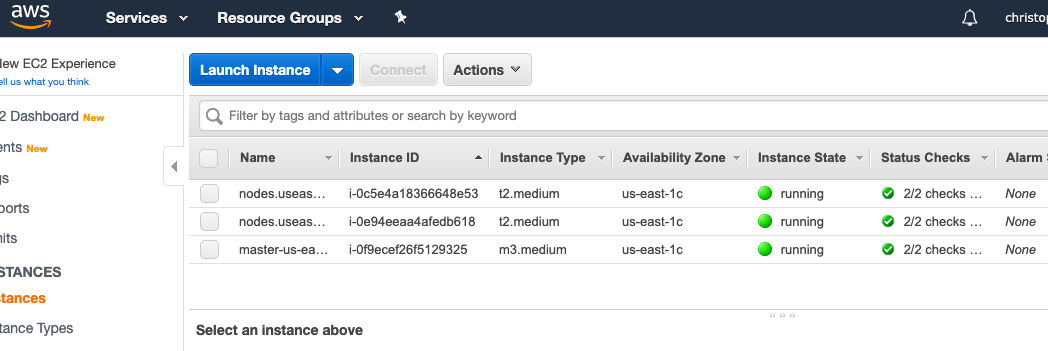 aws Services Resource Groups christo
New EC2 Experience
Tell us what you think
2 Dashboard New
ents New
gs
ports
nits
STANCES
stances
tance Types
Launch Instance Connect Actions
Filter by tags and attributes or search by keyword
Name Instance ID Instance Type Availability Zone Instance State Status Checks Alarm S
nodes.useas... i-0c5e4a18366648e53 t2.medium us-east-1c running 2/2 checks ... None
nodes.useas... i-0e94eeaa4afedb618 t2.medium us-east-1c running 2/2 checks ... None
master-us-ea... i-0f9ecef26f5129325 m3.medium us-east-1c running 2/2 checks ... None
Select an instance above